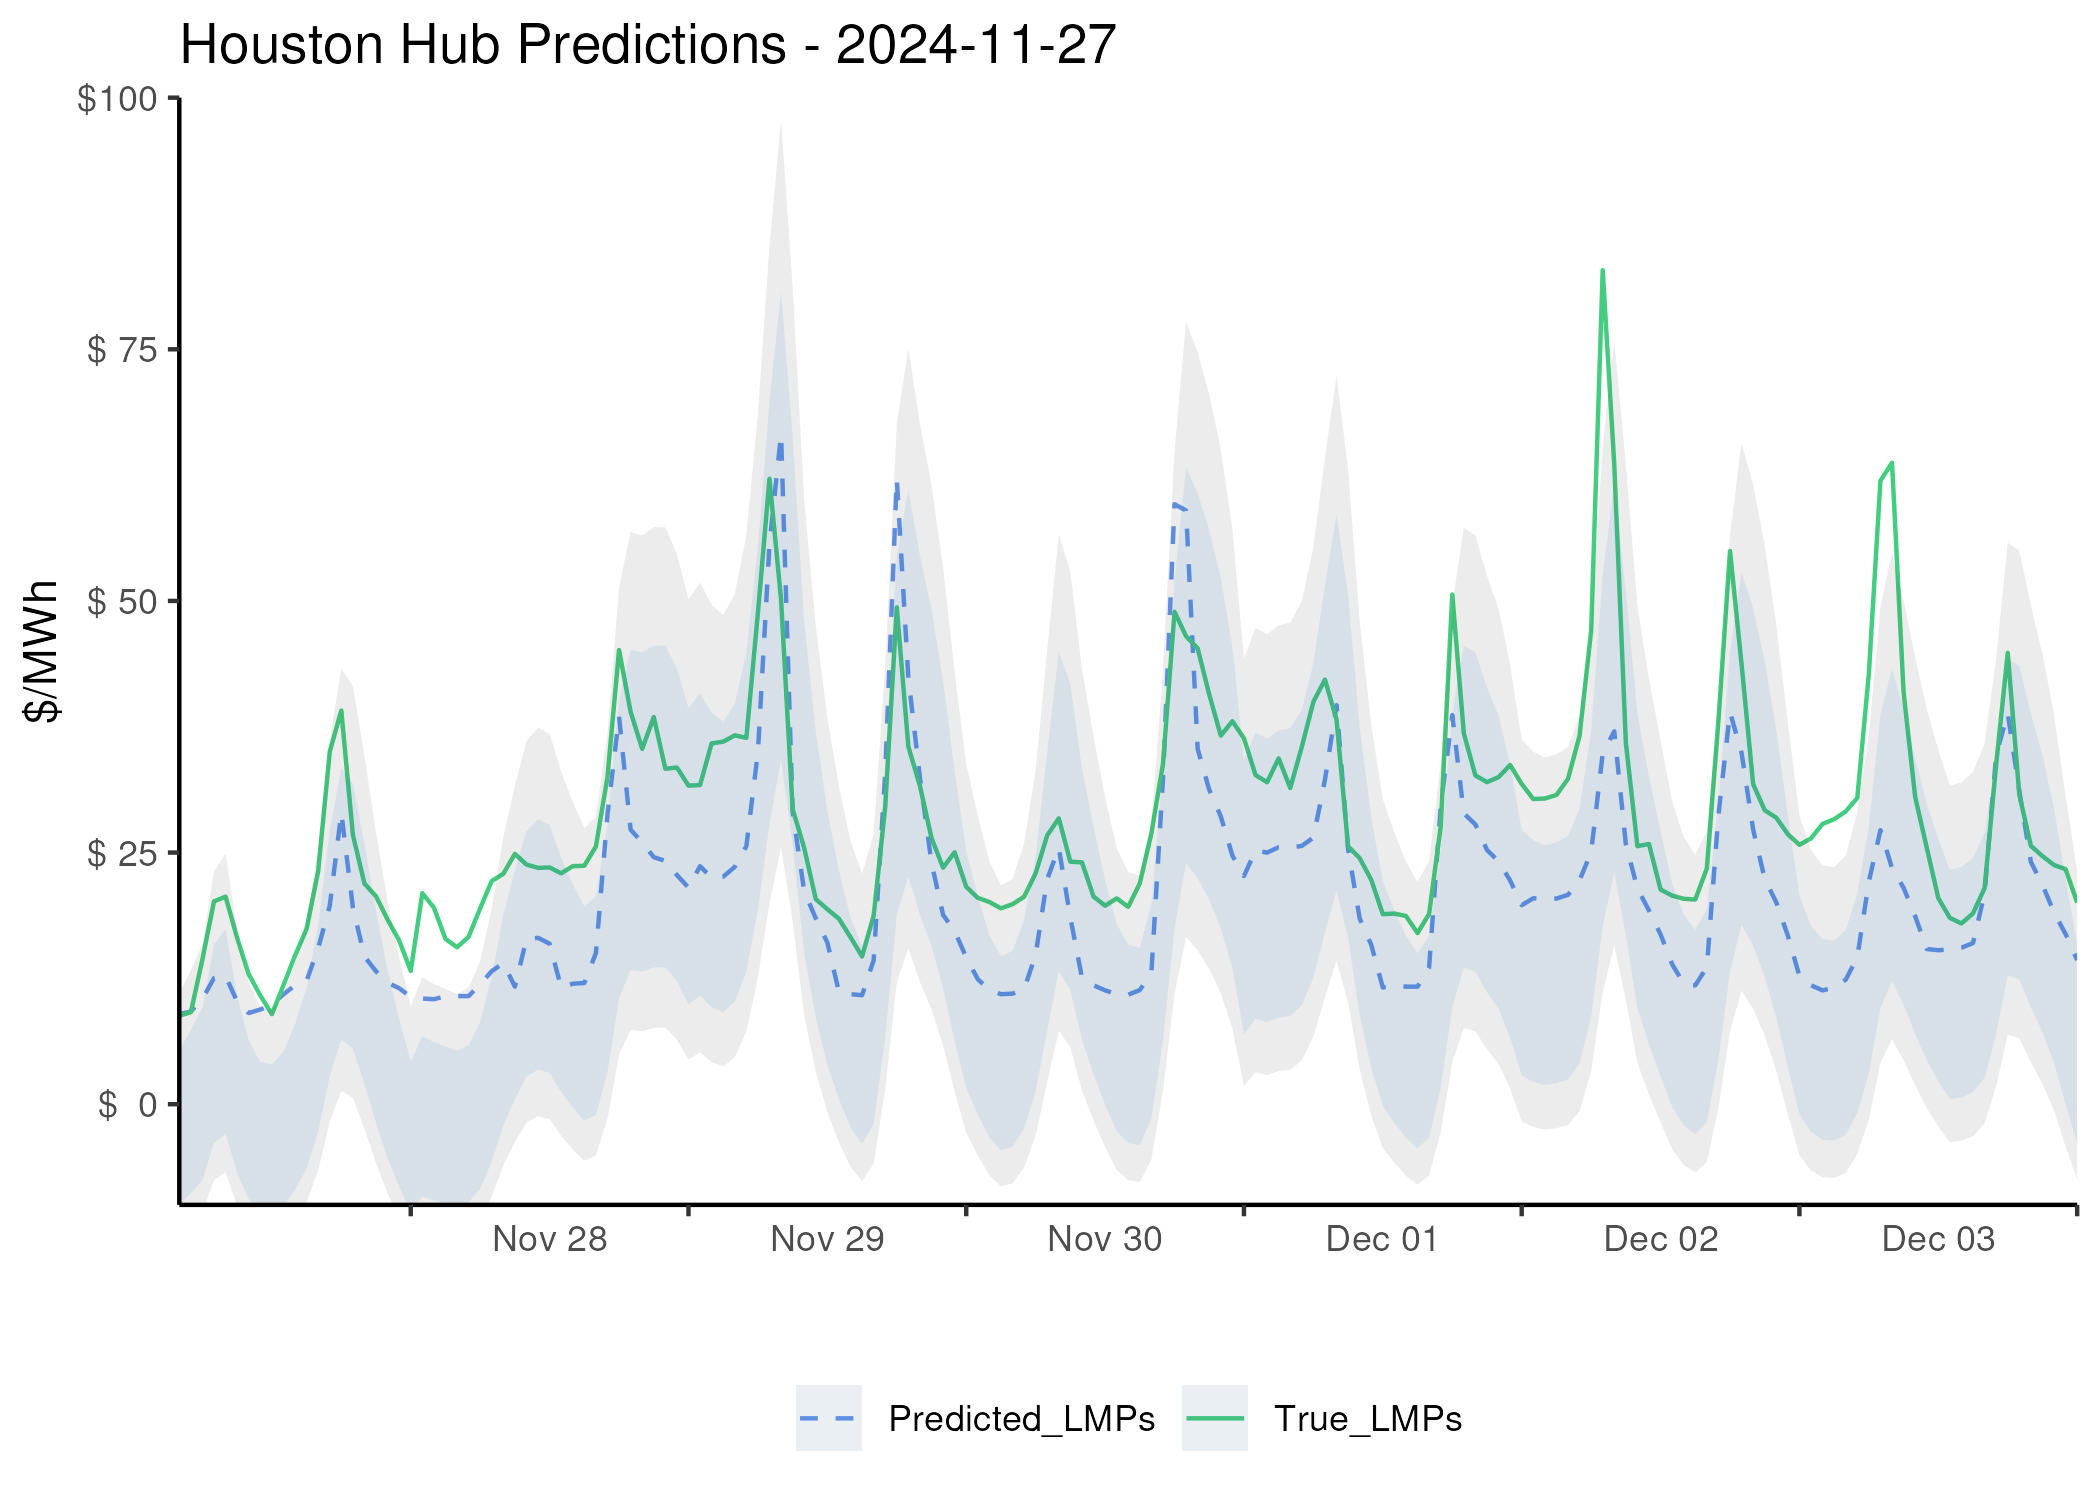 Houston Hub Predictions - 2024-11-27
$100
$ 75
$ 50
$ 25
$ 0
$/MWh
Nov 28 Nov 29 Nov 30 Dec 01 Dec 02 Dec 03
Predicted_LMPs True_LMPs